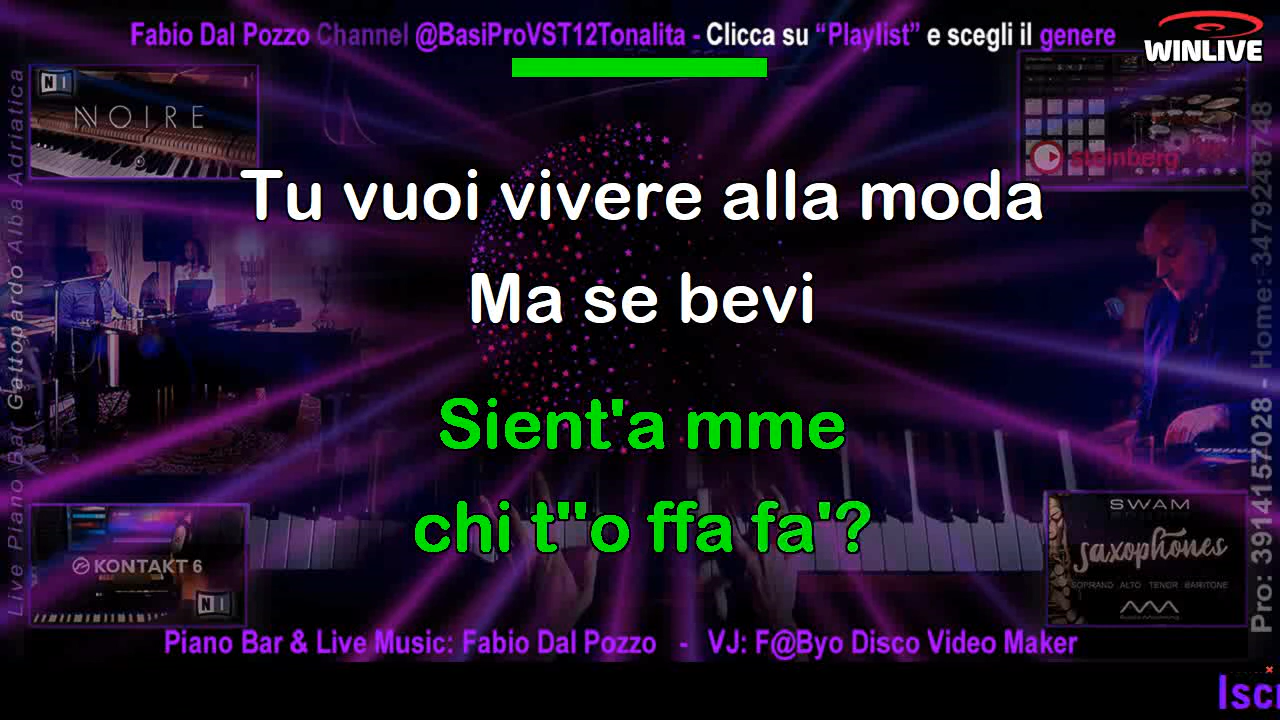 Fabio Dal Pozzo Channel @BasiProVST12Tonalita - Clicca su “Playlist” e scegli il genere
WINLIVE
NOIRE
steinberg
Live Piano Bar Gattopardo Alba Adriatica
Tu vuoi vivere alla moda
Ma se bevi
Sient'a mme
chi t''o ffa fa'?
Pro: 3914157028 - Home: 3479248748
KONTAKT 6
SWAM
saxophones
SOPRANO ALTO TENOR BARITONE
Piano Bar & Live Music: Fabio Dal Pozzo - VJ: F@Byo Disco Video Maker
Iscr